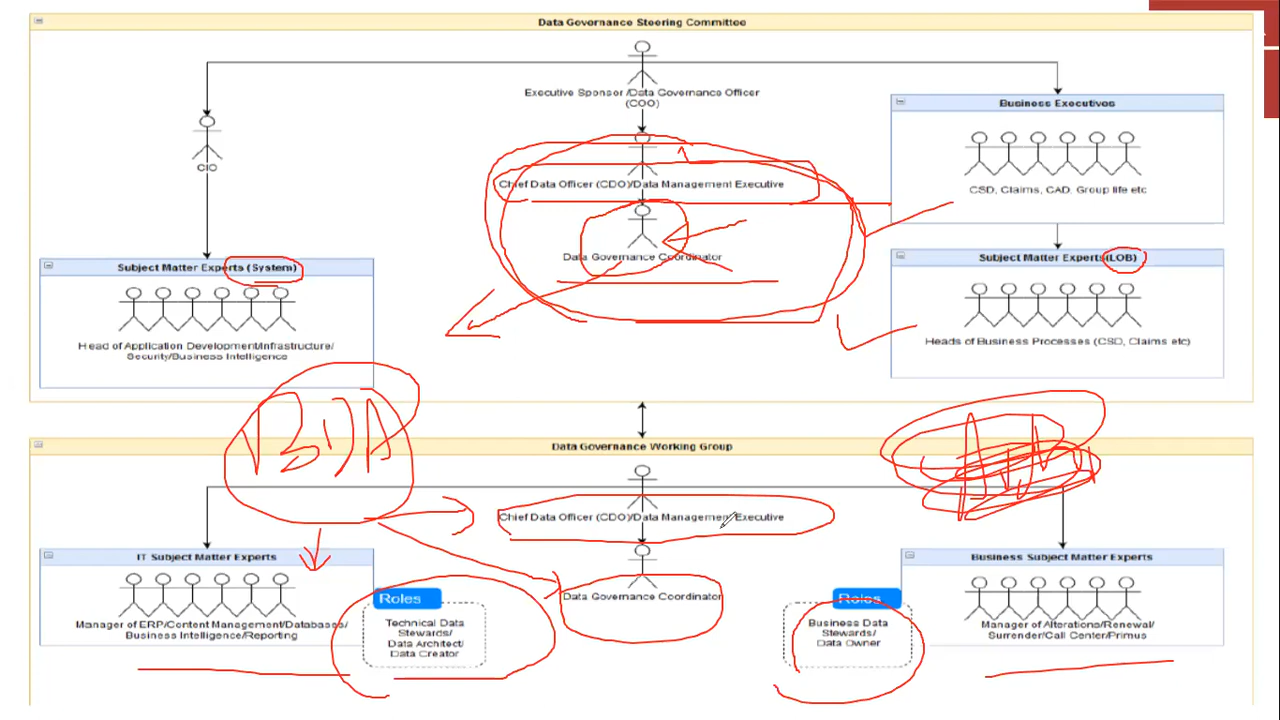 Data Governance Steering Committee
Executive Sponsor /Data Governance Officer
(COO)
CIO
Business Executives
CSD, Claims, CAD, Group life etc
Chief Data Officer (CDO)/Data Management Executive
Data Governance Coordinator
Subject Matter Experts (System)
Head of Application Development/Infrastructure/
Security/Business Intelligence
Subject Matter Experts(LOB)
Heads of Business Processes (CSD, Claims etc)
Data Governance Working Group
Chief Data Officer (CDO)/Data Management Executive
Data Governance Coordinator
IT Subject Matter Experts
Manager of ERP/Content Management/Databases/
Business Intelligence/Reporting
Roles
Technical Data
Stewards/
Data Architect/
Data Creator
Roles
Business Data
Stewards/
Data Owner
Business Subject Matter Experts
Manager of Alterations/Renewal/
Surrender/Call Center/Primus